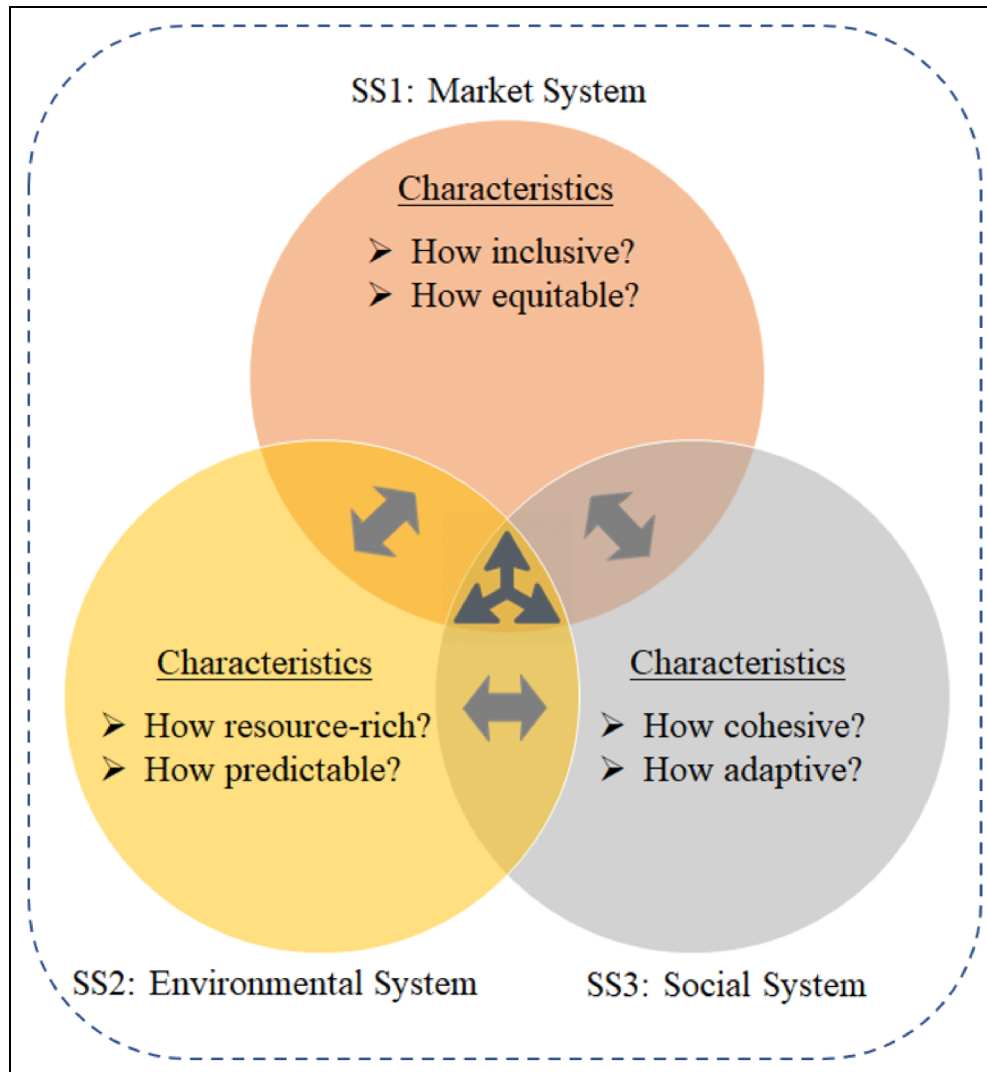 SS1: Market System
Characteristics
➢ How inclusive?
➢ How equitable?
Characteristics
➢ How resource-rich?
➢ How predictable?
Characteristics
➢ How cohesive?
➢ How adaptive?
SS2: Environmental System
SS3: Social System